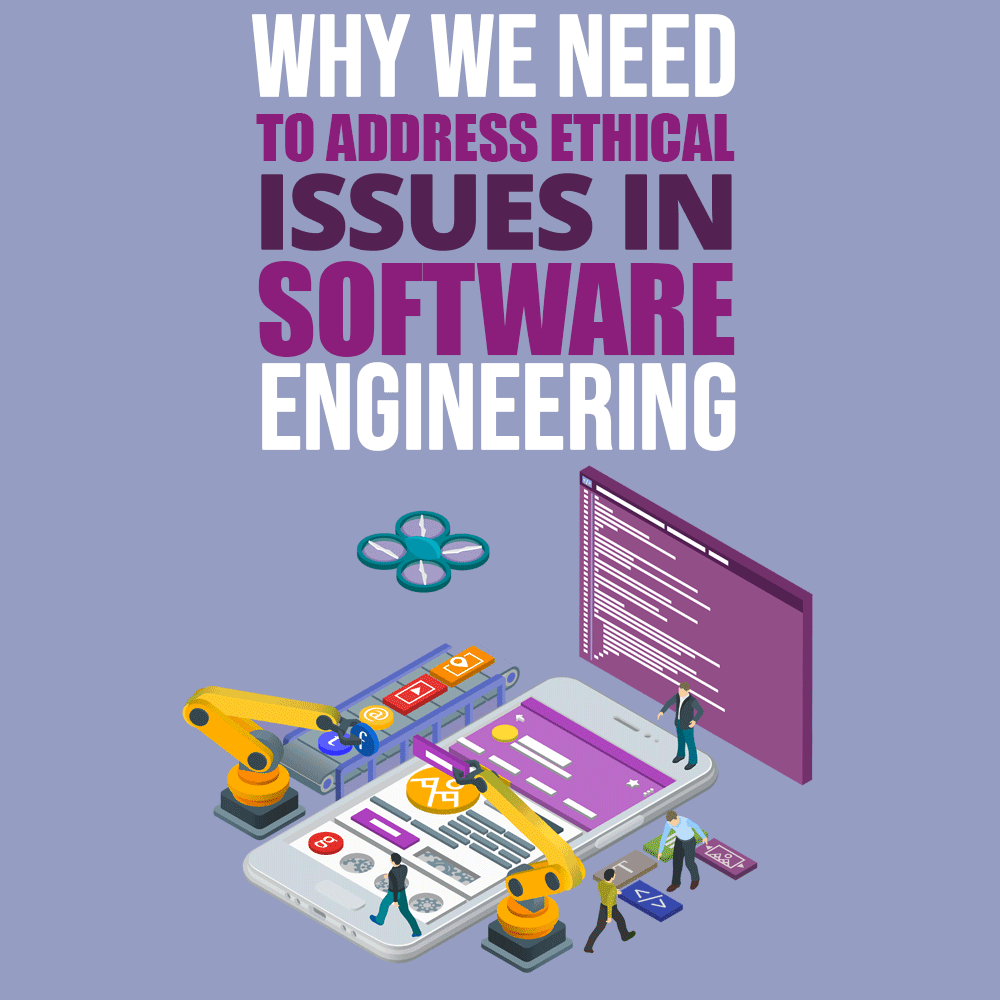 WHY WE NEED
TO ADDRESS ETHICAL
ISSUES IN
SOFTWARE
ENGINEERING
@
t
f
g
T
</>